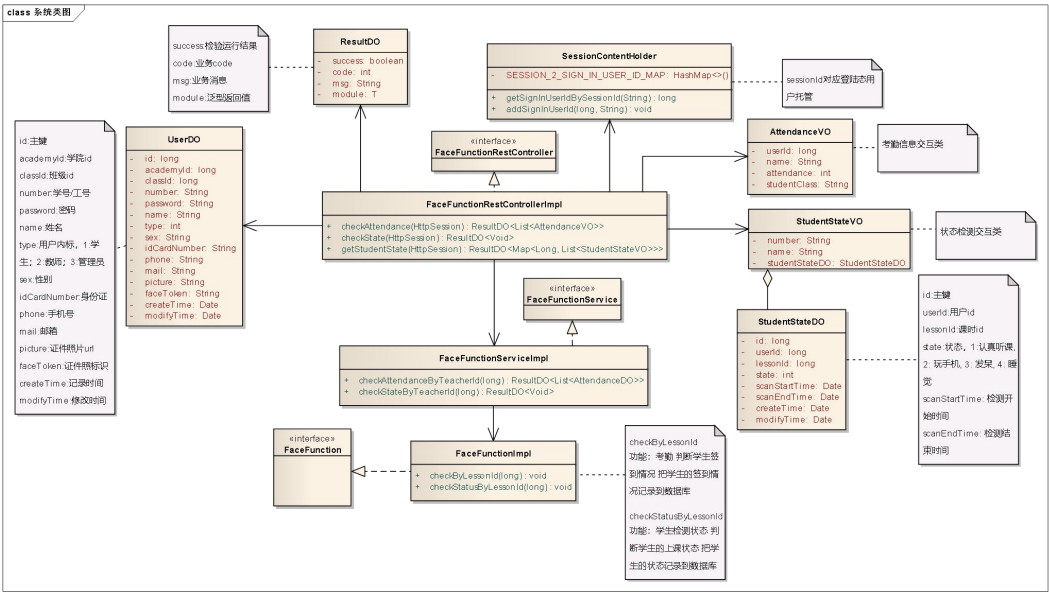 class 系统类图
success:检验运行结果
code:业务code
msg:业务消息
module:泛型返回值
ResultDO
- success: boolean
- code: int
- msg: String
- module: T
SessionContentHolder
- SESSION_2_SIGN_IN_USER_ID_MAP: HashMap<>()
+ getSignInUserIdBySessionId(String) : long
+ addSignInUserId(long, String) : void
sessionId对应登陆态用
户托管
id:主键
academyId:学院id
classId:班级id
number:学号/工号
password:密码
name:姓名
type:用户内标，1:学
生；2:教师；3:管理员
sex:性别
idCardNumber:身份证
phone:手机号
mail:邮箱
picture:证件照片url
faceToken:证件照标识
createTime:记录时间
modifyTime:修改时间
UserDO
- id: long
- academyId: long
- classId: long
- number: String
- password: String
- name: String
- type: int
- sex: String
- idCardNumber: String
- phone: String
- mail: String
- picture: String
- faceToken: String
- createTime: Date
- modifyTime: Date
«interface»
FaceFunctionRestController
AttendanceVO
- userId: long
- name: String
- attendance: int
- studentClass: String
考勤信息交互类
FaceFunctionRestControllerImpl
+ checkAttendance(HttpSession) : ResultDO<List<AttendanceVO>>
+ checkState(HttpSession) : ResultDO<Void>
+ getStudentState(HttpSession) : ResultDO<Map<Long, List<StudentStateVO>>>
StudentStateVO
- number: String
- name: String
- studentStateDO: StudentStateDO
状态检测交互类
«interface»
FaceFunctionService
StudentStateDO
- id: long
- userId: long
- lessonId: long
- state: int
- scanStartTime: Date
- scanEndTime: Date
- createTime: Date
- modifyTime: Date
id:主键
userId:用户id
lessonId:课时id
state:状态，1:认真听课,
2: 玩手机, 3：发呆, 4：睡
觉
scanStartTime: 检测开
始时间
scanEndTime: 检测结
束时间
FaceFunctionServiceImpl
+ checkAttendanceByTeacherId(long) : ResultDO<List<AttendanceDO>>
+ checkStateByTeacherId(long) : ResultDO<Void>
«interface»
FaceFunction
FaceFunctionImpl
+ checkByLessonId(long) : void
+ checkStatusByLessonId(long) : void
checkByLessonId
功能：考勤 判断学生签
到情况 把学生的签到情
况记录到数据库
checkStatusByLessonId
功能：学生检测状态 判
断学生的上课状态 把学
生的状态记录到数据库